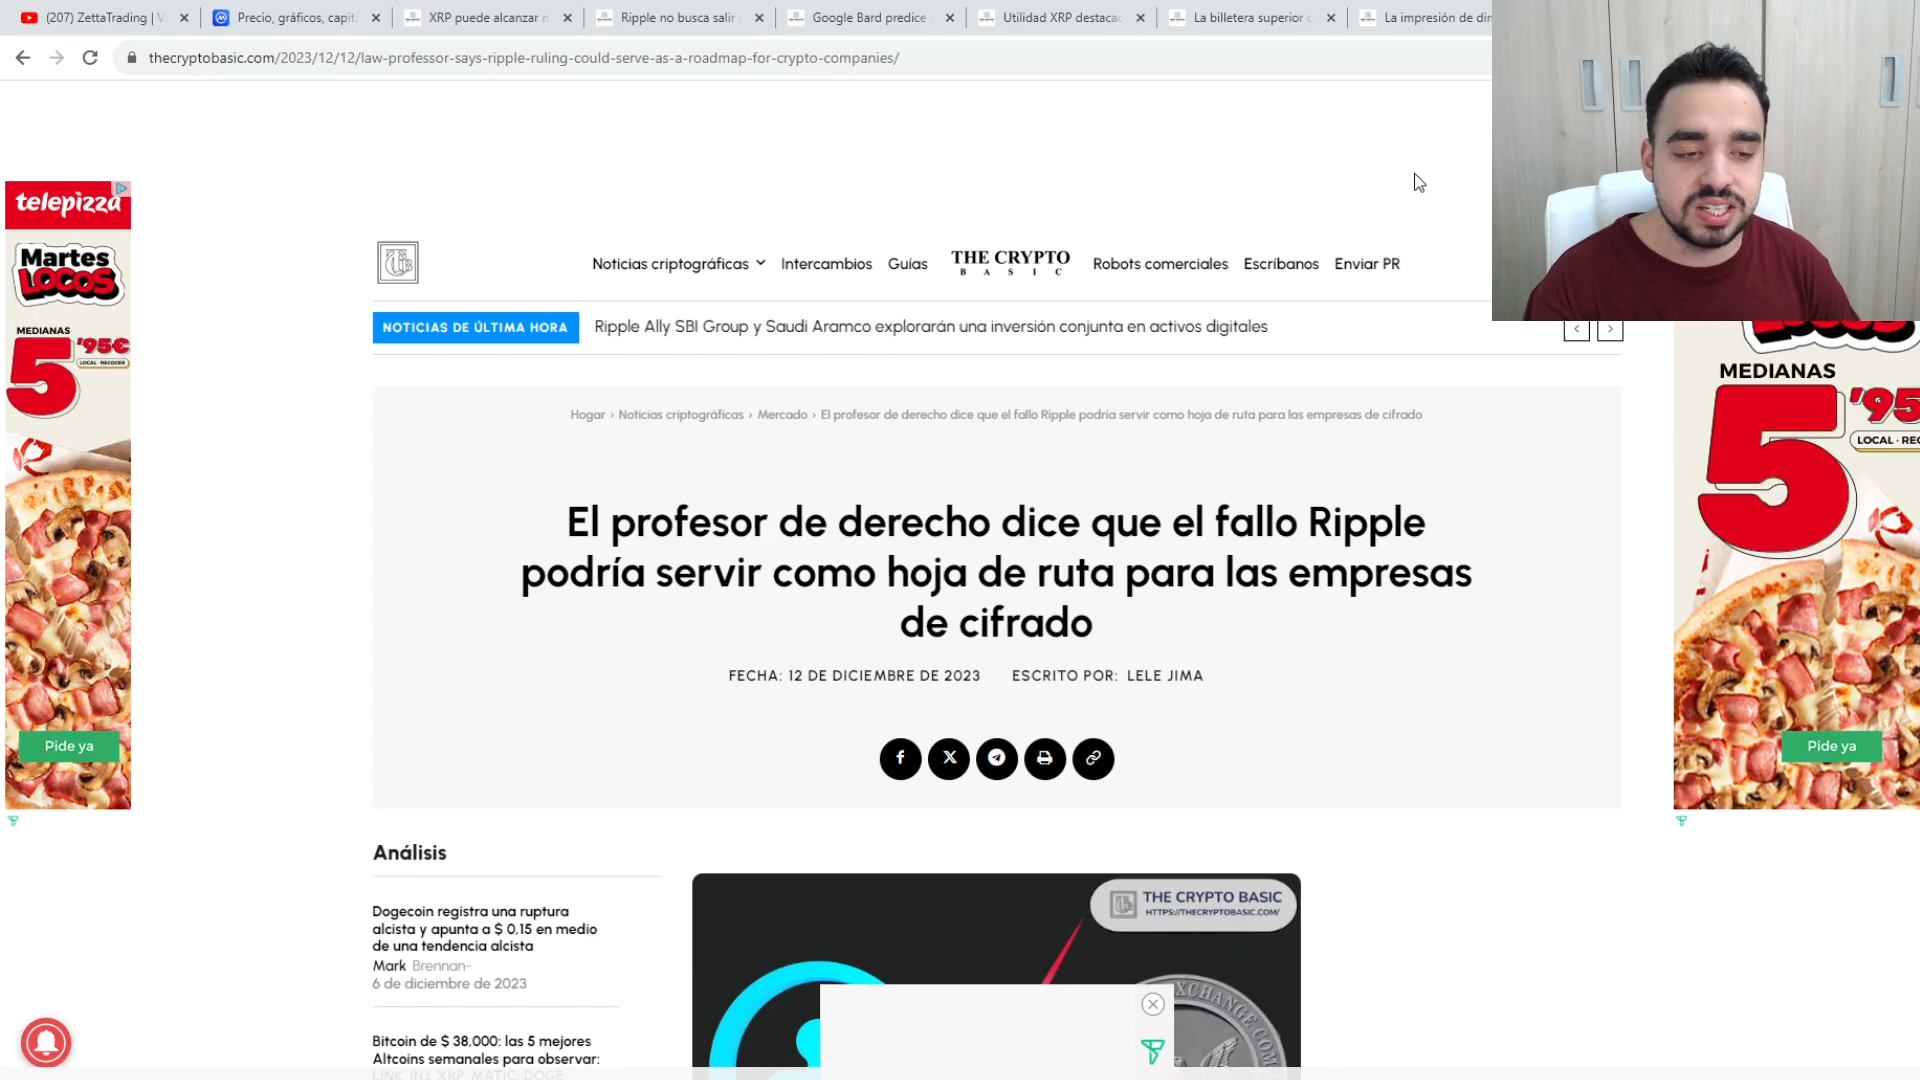 (207) ZettaTrading | V
Precio, gráficos, capit
XRP puede alcanzar n
Ripple no busca salir
Google Bard predice
Utilidad XRP destaca
La billetera superior c
La impresión de din
thecryptobasic.com/2023/12/12/law-professor-says-ripple-ruling-could-serve-as-a-roadmap-for-crypto-companies/
telepizza
Martes
LOCOS
MEDIANAS
5'95€
LOCAL · RECOGER
Pide ya
Noticias criptográficas
Intercambios
Guías
THE CRYPTO
BASIC
Robots comerciales
Escríbanos
Enviar PR
NOTICIAS DE ÚLTIMA HORA
Ripple Ally SBI Group y Saudi Aramco explorarán una inversión conjunta en activos digitales
Hogar › Noticias criptográficas › Mercado › El profesor de derecho dice que el fallo Ripple podría servir como hoja de ruta para las empresas de cifrado
El profesor de derecho dice que el fallo Ripple
podría servir como hoja de ruta para las empresas
de cifrado
FECHA: 12 DE DICIEMBRE DE 2023
ESCRITO POR: LELE JIMA
MEDIANAS
5'95
LOCAL · REC
Pide ya
Análisis
Dogecoin registra una ruptura
alcista y apunta a $ 0,15 en medio
de una tendencia alcista
Mark Brennan-
6 de diciembre de 2023
Bitcoin de $ 38,000: las 5 mejores
Altcoins semanales para observar:
LINK, INJ, XRP, MATIC, DOGE
THE CRYPTO BASIC
HTTPS://THECRYPTOBASIC.COM/
EXCHANGE COM